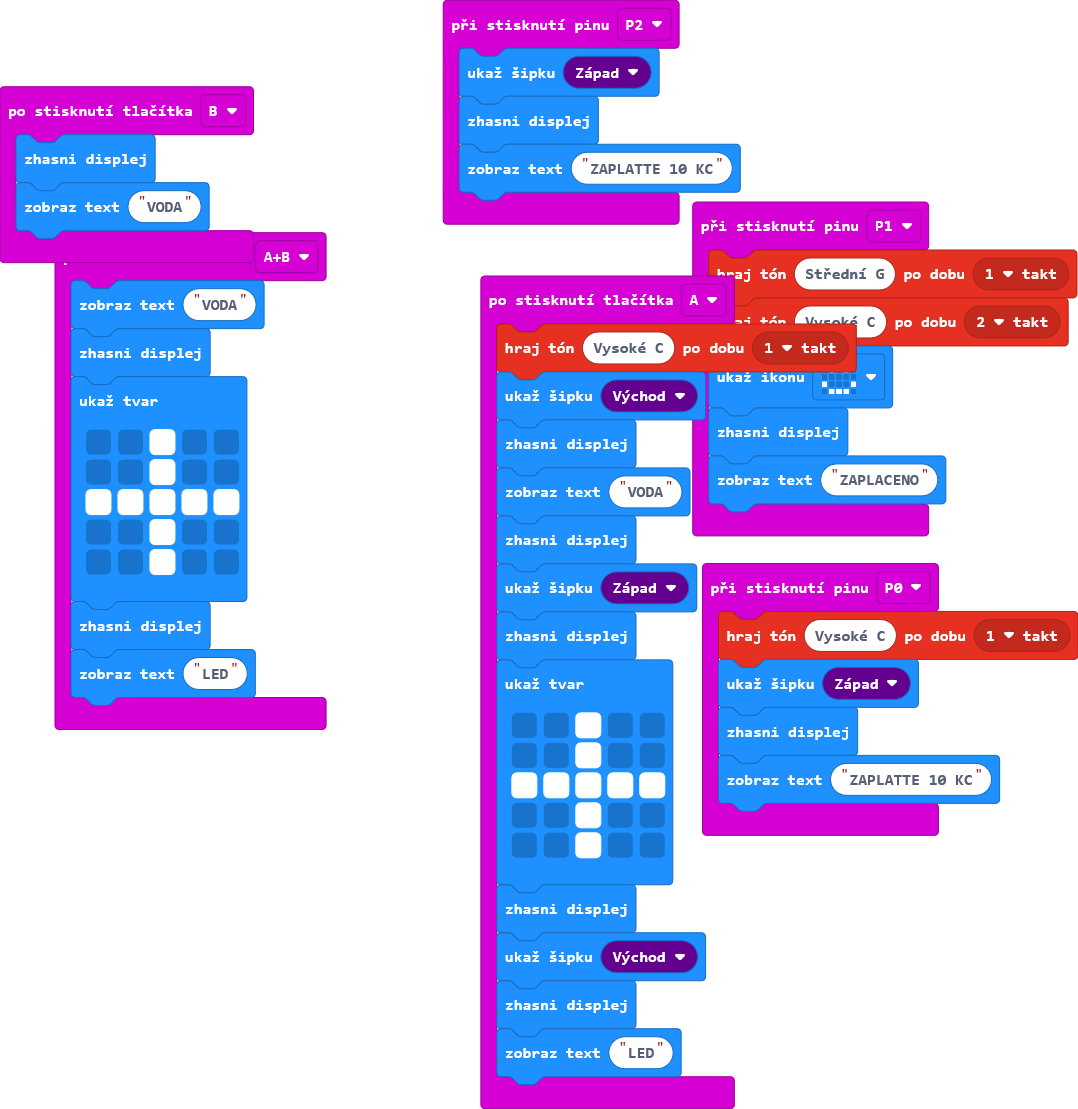 při stisknutí pinu P2
ukaž šipku Západ
zhasni displej
zobraz text "ZAPLATTE 10 KC"
po stisknutí tlačítka B
zhasni displej
zobraz text "VODA"
A+B
zobraz text "VODA"
zhasni displej
ukaž tvar
zhasni displej
zobraz text "LED"
při stisknutí pinu P1
hraj tón Střední G po dobu 1 takt
tón Vysoké C po dobu 2 takt
ukaž ikonu
zhasni displej
zobraz text "ZAPLACENO"
po stisknutí tlačítka A
hraj tón Vysoké C po dobu 1 takt
ukaž šipku Východ
zhasni displej
zobraz text "VODA"
zhasni displej
ukaž šipku Západ
zhasni displej
ukaž tvar
zhasni displej
ukaž šipku Východ
zhasni displej
zobraz text "LED"
při stisknutí pinu P0
hraj tón Vysoké C po dobu 1 takt
ukaž šipku Západ
zhasni displej
zobraz text "ZAPLATTE 10 KC"